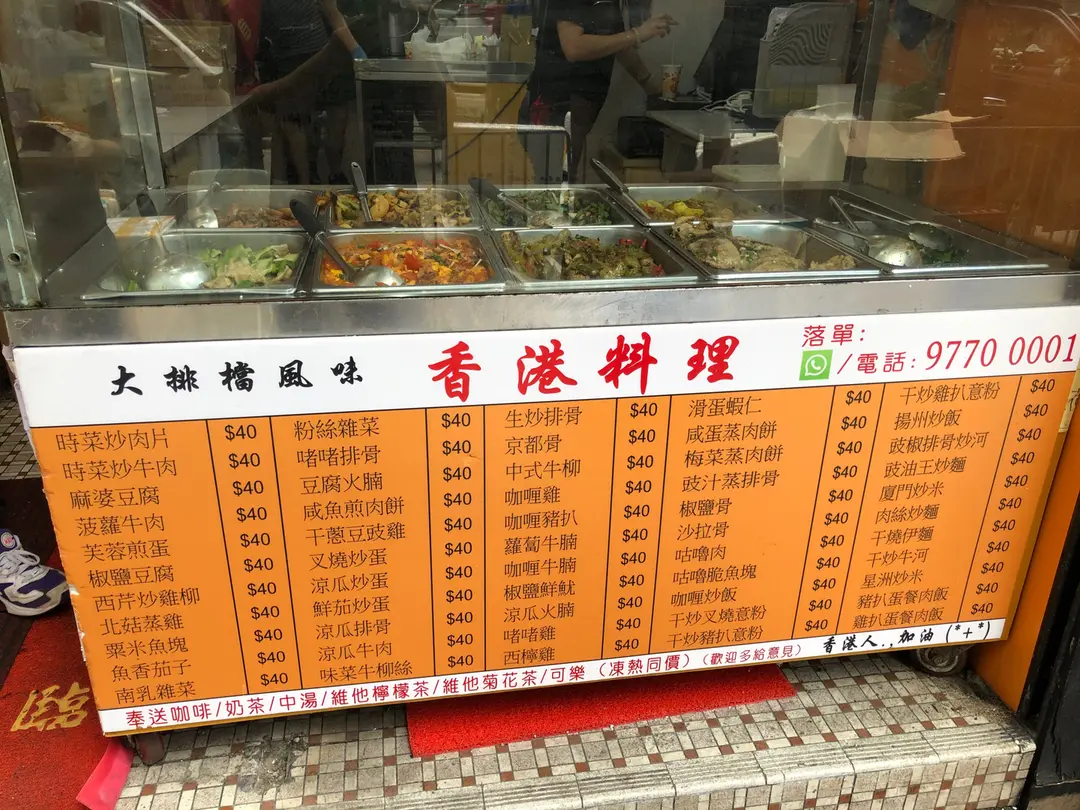 大排檔風味
香港料理
落單:
/電話: 9770 0001
時菜炒肉片 $40
時菜炒牛肉 $40
麻婆豆腐 $40
菠蘿牛肉 $40
芙蓉煎蛋 $40
椒鹽豆腐 $40
西芹炒雞柳 $40
北菇蒸雞 $40
粟米魚塊 $40
魚香茄子 $40
南乳雜菜 $40
粉絲雜菜 $40
啫啫排骨 $40
豆腐火腩 $40
咸魚煎肉餅 $40
干蔥豆豉雞 $40
叉燒炒蛋 $40
涼瓜炒蛋 $40
鮮茄炒蛋 $40
涼瓜排骨 $40
涼瓜牛肉 $40
味菜牛柳絲 $40
生炒排骨 $40
京都骨 $40
中式牛柳 $40
咖喱雞 $40
咖喱豬扒 $40
蘿蔔牛腩 $40
咖喱牛腩 $40
椒鹽鮮魷 $40
涼瓜火腩 $40
啫啫雞 $40
西檸雞 $40
滑蛋蝦仁 $40
咸蛋蒸肉餅 $40
梅菜蒸肉餅 $40
豉汁蒸排骨 $40
椒鹽骨 $40
沙拉骨 $40
咕嚕肉 $40
咕嚕脆魚塊 $40
咖喱炒飯 $40
干炒叉燒意粉 $40
干炒豬扒意粉
干炒雞扒意粉 $40
揚州炒飯 $40
豉椒排骨炒河 $40
豉油王炒麵 $40
廈門炒米 $40
肉絲炒麵 $40
干燒伊麵 $40
干炒牛河 $40
星洲炒米 $40
豬扒蛋餐肉飯 $40
雞扒蛋餐肉飯
奉送咖啡/奶茶/中湯/維他檸檬茶/維他菊花茶/可樂（凍熱同價）（歡迎多給意見）
香港人.,加油 (*+*)
臨